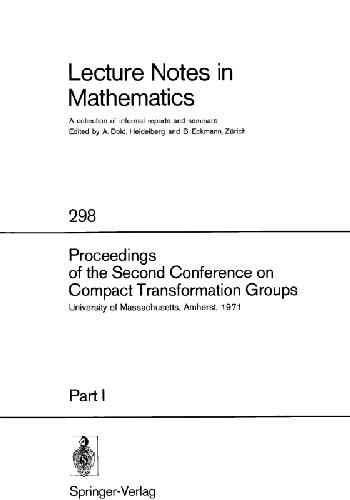 Lecture Notes in
Mathematics
A collection of informal reports and seminars
Edited by A. Dold, Heidelberg and B. Eckmann, Zürich
298
Proceedings
of the Second Conference on
Compact Transformation Groups
University of Massachusetts, Amherst, 1971
Part I
Springer-Verlag